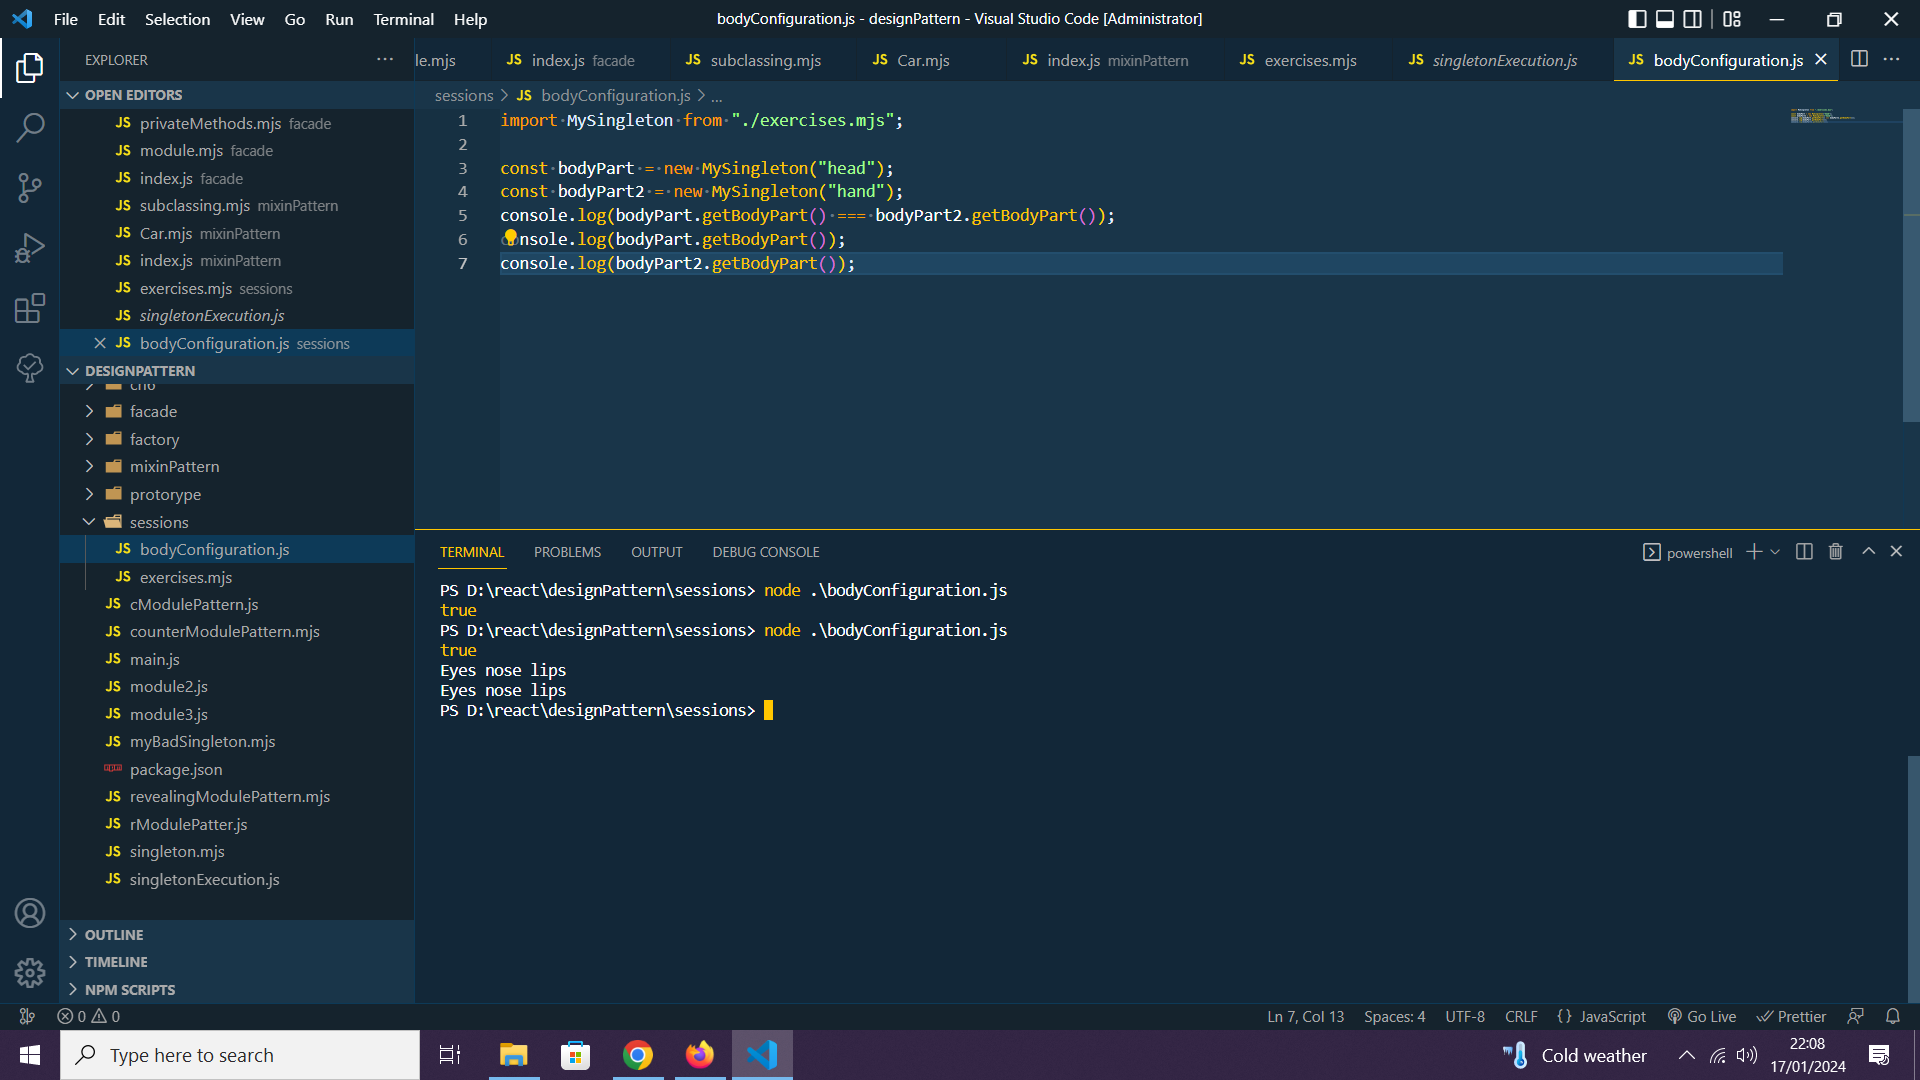 File Edit Selection View Go Run Terminal Help
bodyConfiguration.js - designPattern - Visual Studio Code [Administrator]
EXPLORER
le.mjs
JS index.js facade
JS subclassing.mjs
JS Car.mjs
JS index.js mixinPattern
JS exercises.mjs
JS singletonExecution.js
JS bodyConfiguration.js
OPEN EDITORS
JS privateMethods.mjs facade
JS module.mjs facade
JS index.js facade
JS subclassing.mjs mixinPattern
JS Car.mjs mixinPattern
JS index.js mixinPattern
JS exercises.mjs sessions
JS singletonExecution.js
JS bodyConfiguration.js sessions
DESIGNPATTERN
ch6
facade
factory
mixinPattern
protorype
sessions
JS bodyConfiguration.js
JS exercises.mjs
JS cModulePattern.js
JS counterModulePattern.mjs
JS main.js
JS module2.js
JS module3.js
JS myBadSingleton.mjs
package.json
JS revealingModulePattern.mjs
JS rModulePatter.js
JS singleton.mjs
JS singletonExecution.js
OUTLINE
TIMELINE
NPM SCRIPTS
sessions > JS bodyConfiguration.js > ...
1 import MySingleton from "./exercises.mjs";
2
3 const bodyPart = new MySingleton("head");
4 const bodyPart2 = new MySingleton("hand");
5 console.log(bodyPart.getBodyPart() === bodyPart2.getBodyPart());
6 console.log(bodyPart.getBodyPart());
7 console.log(bodyPart2.getBodyPart());
TERMINAL PROBLEMS OUTPUT DEBUG CONSOLE
powershell
PS D:\react\designPattern\sessions> node .\bodyConfiguration.js
true
PS D:\react\designPattern\sessions> node .\bodyConfiguration.js
true
Eyes nose lips
Eyes nose lips
PS D:\react\designPattern\sessions>
0 0
Ln 7, Col 13 Spaces: 4 UTF-8 CRLF {} JavaScript Go Live Prettier
Type here to search
Cold weather
22:08
17/01/2024